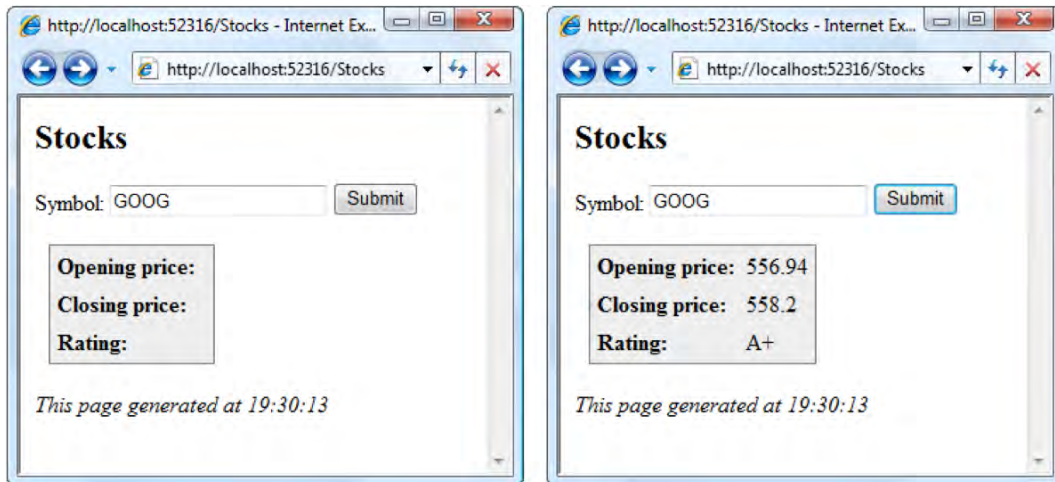 http://localhost:52316/Stocks - Internet Ex...
http://localhost:52316/Stocks
Stocks
Symbol: GOOG Submit
Opening price:
Closing price:
Rating:
This page generated at 19:30:13
http://localhost:52316/Stocks - Internet Ex...
http://localhost:52316/Stocks
Stocks
Symbol: GOOG Submit
Opening price: 556.94
Closing price: 558.2
Rating: A+
This page generated at 19:30:13